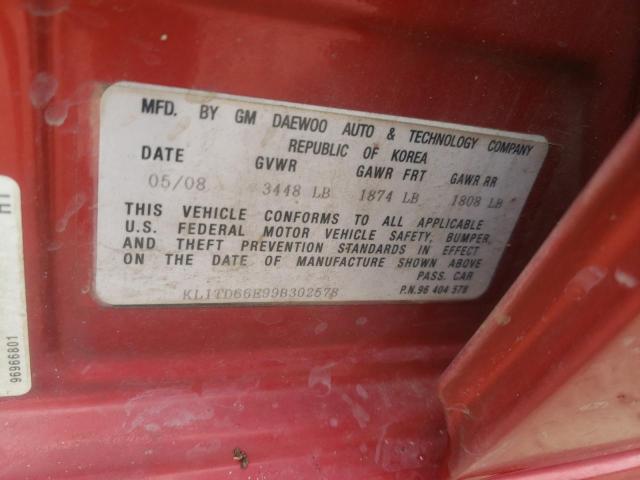 MFD. BY GM DAEWOO AUTO & TECHNOLOGY COMPANY
REPUBLIC OF KOREA
DATE GVWR GAWR FRT GAWR RR
05/08 3448 LB 1874 LB 1808 LB
THIS VEHICLE CONFORMS TO ALL APPLICABLE
U.S. FEDERAL MOTOR VEHICLE SAFETY, BUMPER,
AND THEFT PREVENTION STANDARDS IN EFFECT
ON THE DATE OF MANUFACTURE SHOWN ABOVE
PASS. CAR
KL1TD66E99B302578 P.N.96 404 578
96966801